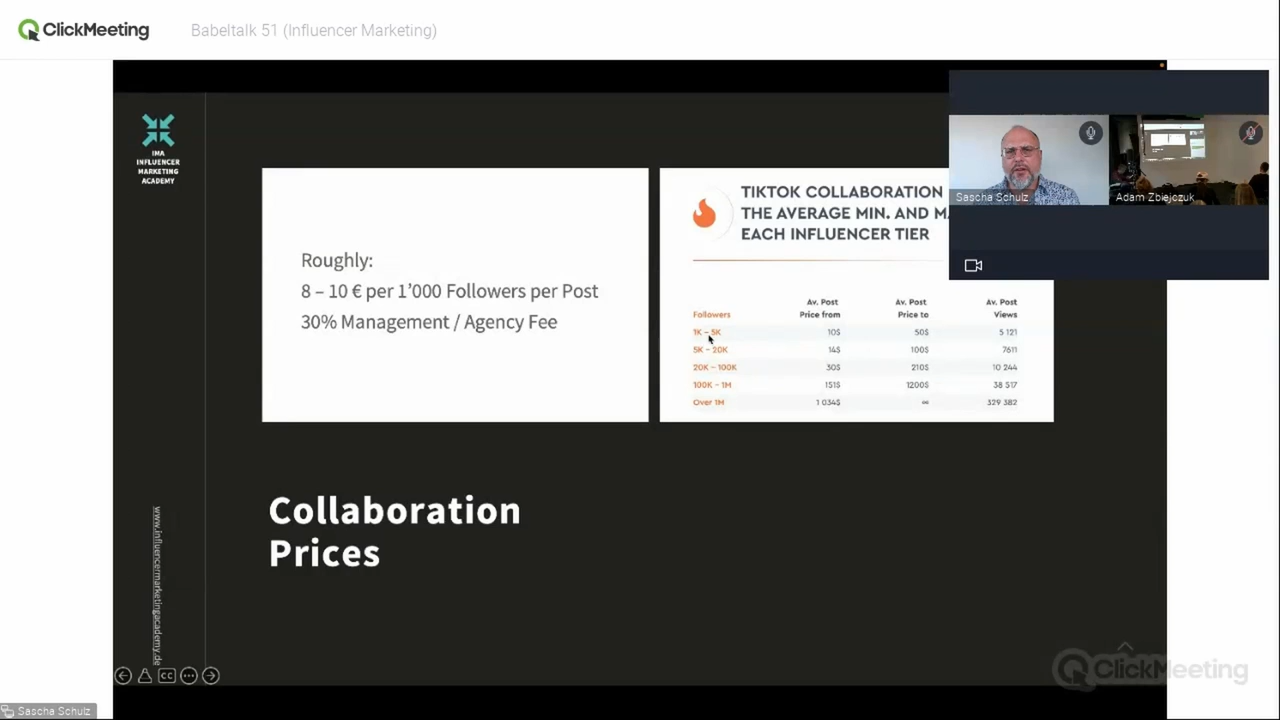 ClickMeeting
Babeltalk 51 (Influencer Marketing)
IMA
INFLUENCER
MARKETING
ACADEMY
Roughly:
8 – 10 € per 1’000 Followers per Post
30% Management / Agency Fee
TIKTOK COLLABORATION
THE AVERAGE MIN. AND
EACH INFLUENCER TIER
Av. Post Av. Post Av. Post
Followers Price from Price to Views
1K – 5K 10$ 50$ 5 121
5K – 20K 14$ 100$ 7611
20K – 100K 30$ 210$ 10 244
100K – 1M 151$ 1200$ 38 517
Over 1M 1 034$ ∞ 329 382
Sascha Schulz
Adam Zbiejczuk
Collaboration
Prices
www.influencermarketingacademy.de
CC
ClickMeeting
Sascha Schulz